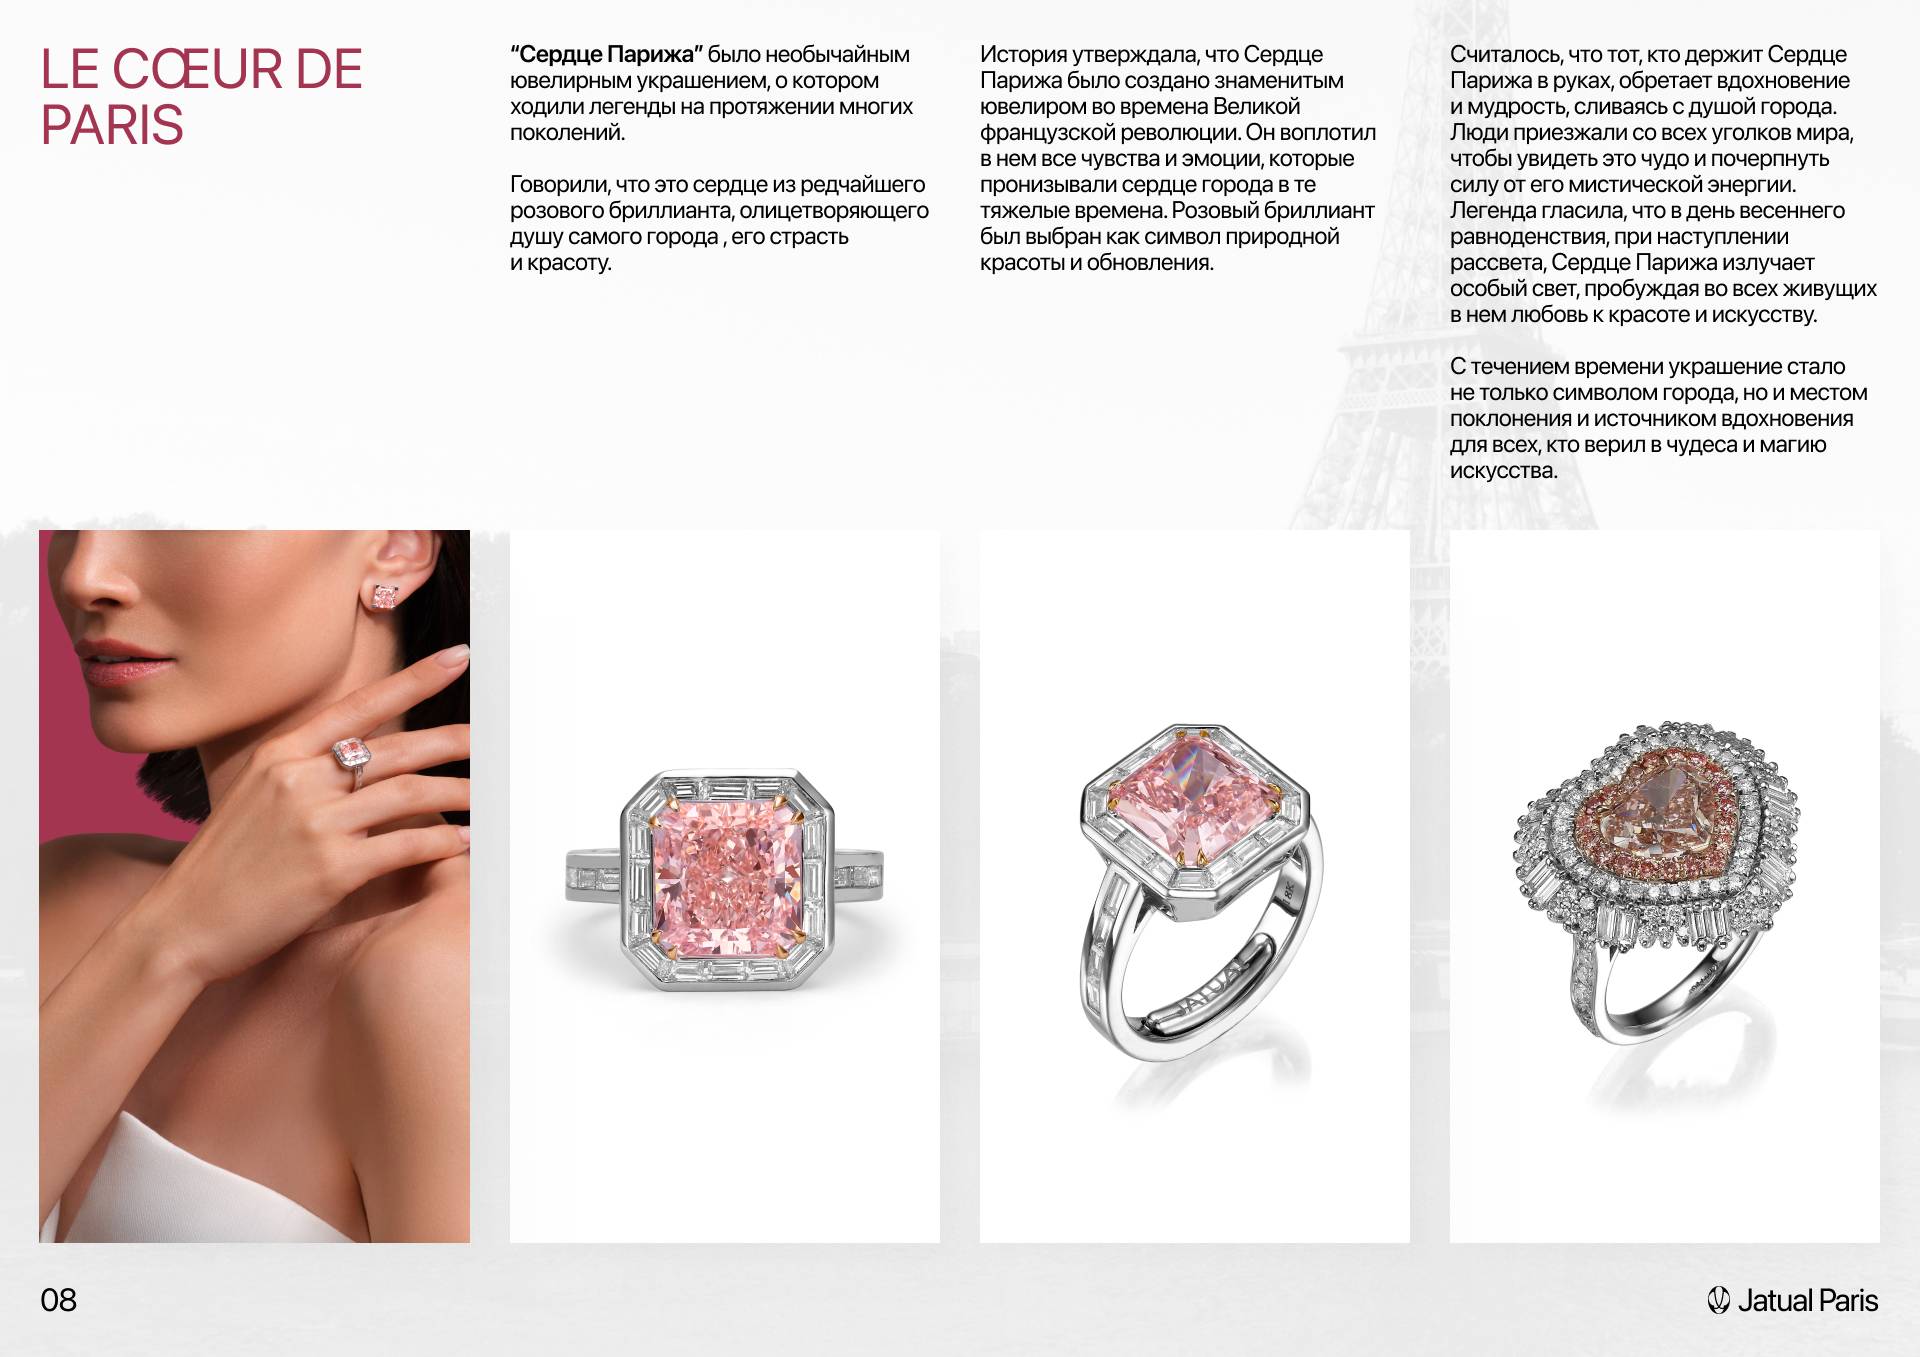 LE CŒUR DE
PARIS
“Сердце Парижа” было необычайным
ювелирным украшением, о котором
ходили легенды на протяжении многих
поколений.
Говорили, что это сердце из редчайшего
розового бриллианта, олицетворяющего
душу самого города , его страсть
и красоту.
История утверждала, что Сердце
Парижа было создано знаменитым
ювелиром во времена Великой
французской революции. Он воплотил
в нем все чувства и эмоции, которые
пронизывали сердце города в те
тяжелые времена. Розовый бриллиант
был выбран как символ природной
красоты и обновления.
Считалось, что тот, кто держит Сердце
Парижа в руках, обретает вдохновение
и мудрость, сливаясь с душой города.
Люди приезжали со всех уголков мира,
чтобы увидеть это чудо и почерпнуть
силу от его мистической энергии.
Легенда гласила, что в день весеннего
равноденствия, при наступлении
рассвета, Сердце Парижа излучает
особый свет, пробуждая во всех живущих
в нем любовь к красоте и искусству.
С течением времени украшение стало
не только символом города, но и местом
поклонения и источником вдохновения
для всех, кто верил в чудеса и магию
искусства.
18K
JATUAL
08
Jatual Paris